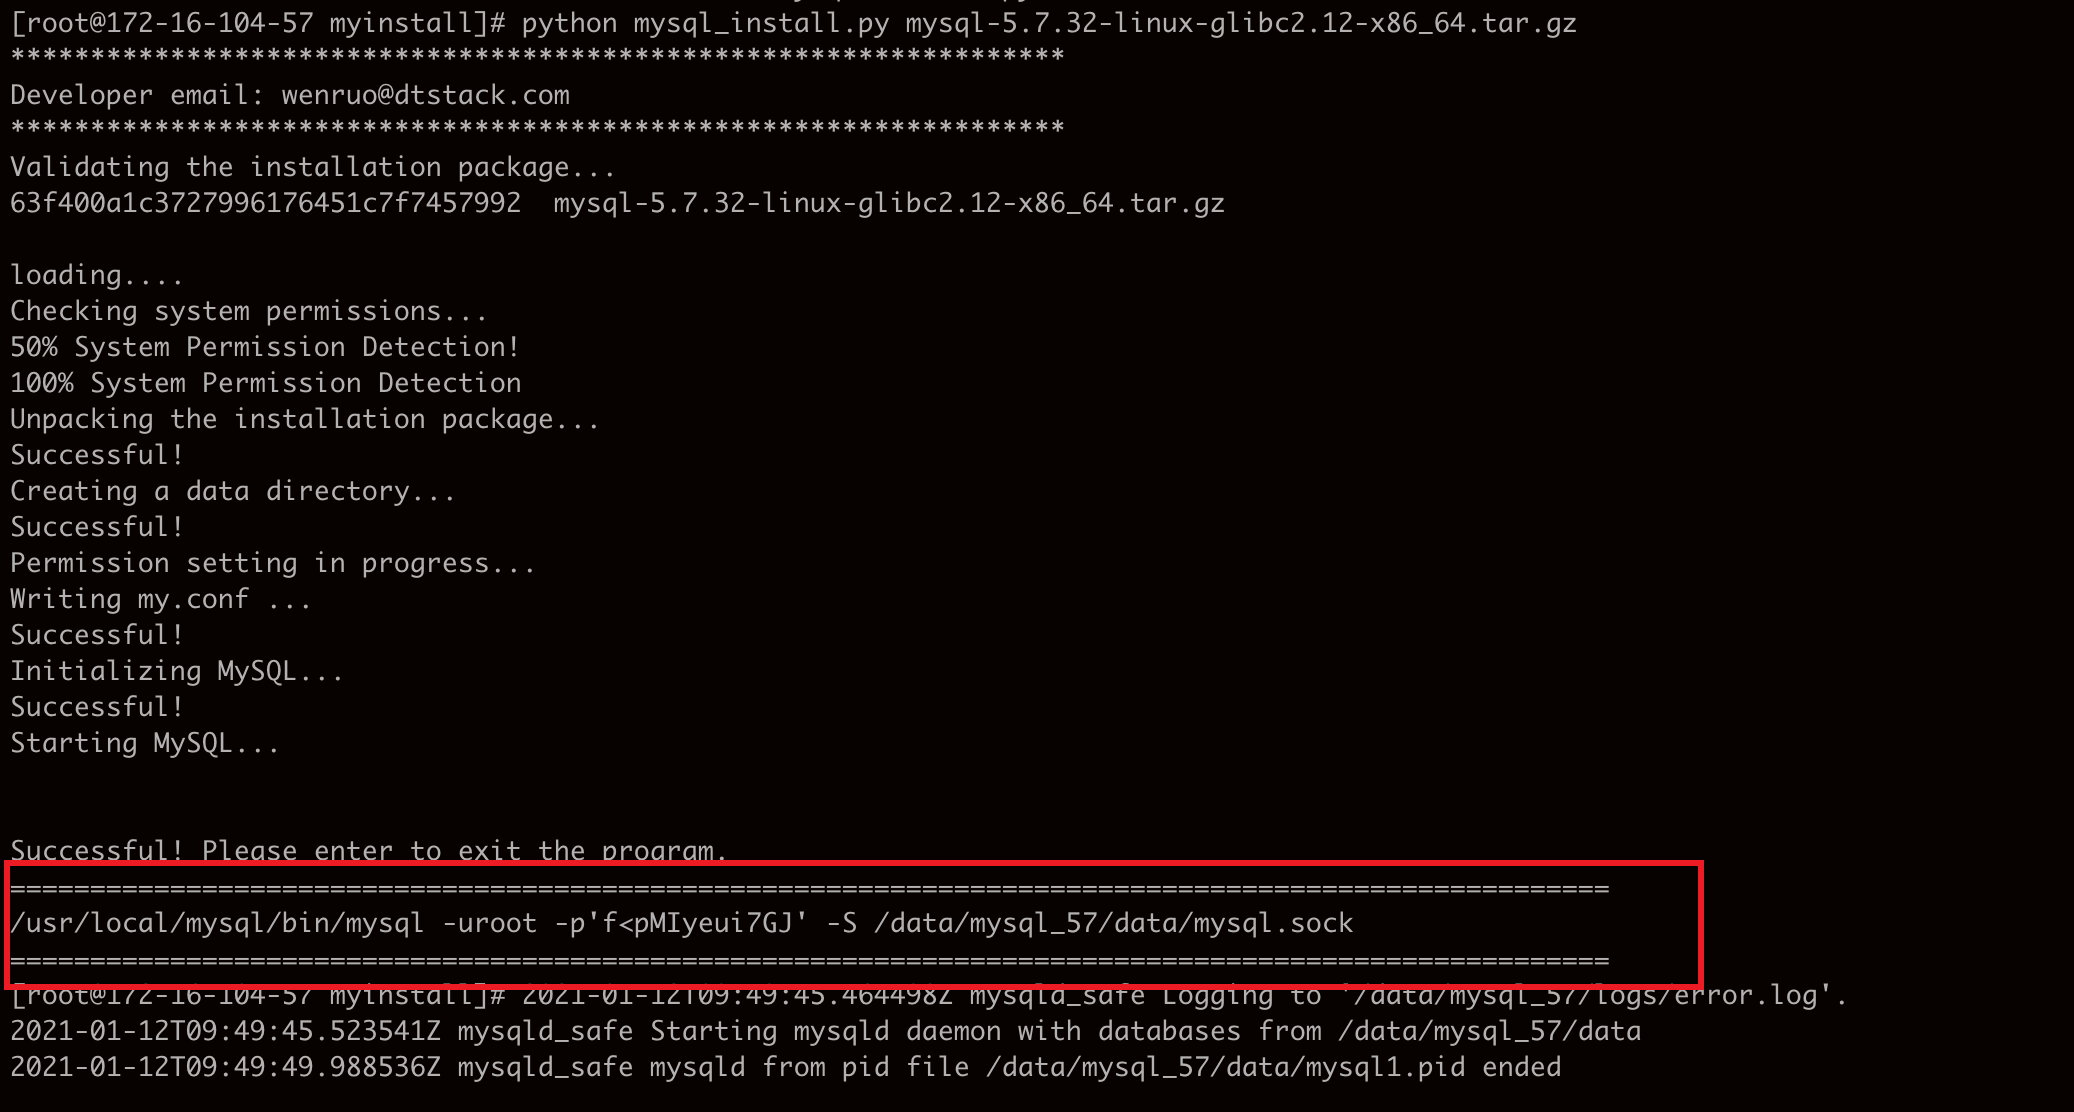 [root@172-16-104-57 myinstall]# python mysql_install.py mysql-5.7.32-linux-glibc2.12-x86_64.tar.gz
******************************************************************
Developer email: wenruo@dtstack.com
******************************************************************
Validating the installation package...
63f400a1c3727996176451c7f7457992  mysql-5.7.32-linux-glibc2.12-x86_64.tar.gz
loading....
Checking system permissions...
50% System Permission Detection!
100% System Permission Detection
Unpacking the installation package...
Successful!
Creating a data directory...
Successful!
Permission setting in progress...
Writing my.conf ...
Successful!
Initializing MySQL...
Successful!
Starting MySQL...
Successful! Please enter to exit the program.
====================================================================================================
/usr/local/mysql/bin/mysql -uroot -p'f<pMIyeui7GJ' -S /data/mysql_57/data/mysql.sock
====================================================================================================
[root@172-16-104-57 myinstall]# 2021-01-12T09:49:45.464498Z mysqld_safe Logging to '/data/mysql_57/logs/error.log'.
2021-01-12T09:49:45.523541Z mysqld_safe Starting mysqld daemon with databases from /data/mysql_57/data
2021-01-12T09:49:49.988536Z mysqld_safe mysqld from pid file /data/mysql_57/data/mysql1.pid ended